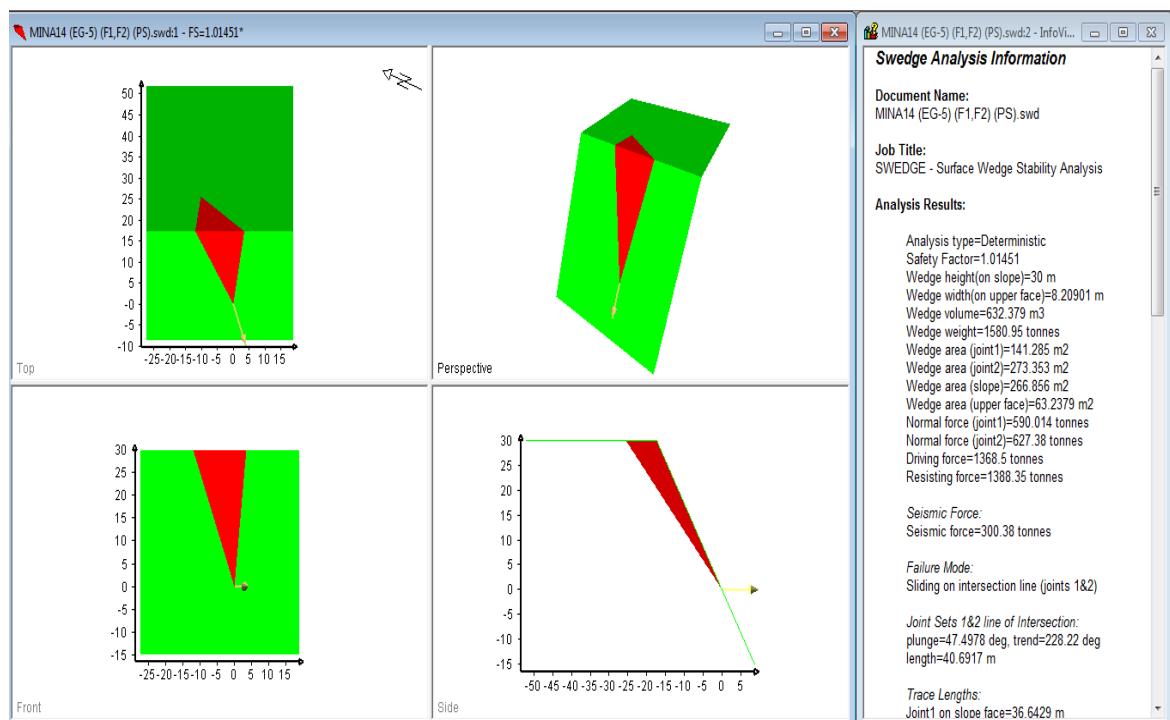 MINA14 (EG-5) (F1,F2) (PS).swd:1 - FS=1.01451*
50
45
40
35
30
25
20
15
10
5
-0
-5
-10
-25-20-15-10 -5 0 5 10 15
Top
N
Perspective
30
25
20
15
10
5
0
-5
-10
-15
-25-20-15-10 -5 0 5 10 15
Front
30
25
20
15
10
5
0
-5
-10
-15
-50 -45 -40 -35 -30 -25 -20 -15 -10 -5 0 5
Side
MINA14 (EG-5) (F1,F2) (PS).swd:2 - InfoVi...
Swedge Analysis Information
Document Name:
MINA14 (EG-5) (F1,F2) (PS).swd
Job Title:
SWEDGE - Surface Wedge Stability Analysis
Analysis Results:
Analysis type=Deterministic
Safety Factor=1.01451
Wedge height(on slope)=30 m
Wedge width(on upper face)=8.20901 m
Wedge volume=632.379 m3
Wedge weight=1580.95 tonnes
Wedge area (joint1)=141.285 m2
Wedge area (joint2)=273.353 m2
Wedge area (slope)=266.856 m2
Wedge area (upper face)=63.2379 m2
Normal force (joint1)=590.014 tonnes
Normal force (joint2)=627.38 tonnes
Driving force=1368.5 tonnes
Resisting force=1388.35 tonnes
Seismic Force:
Seismic force=300.38 tonnes
Failure Mode:
Sliding on intersection line (joints 1&2)
Joint Sets 1&2 line of Intersection:
plunge=47.4978 deg, trend=228.22 deg
length=40.6917 m
Trace Lengths:
Joint1 on slope face=36.6429 m